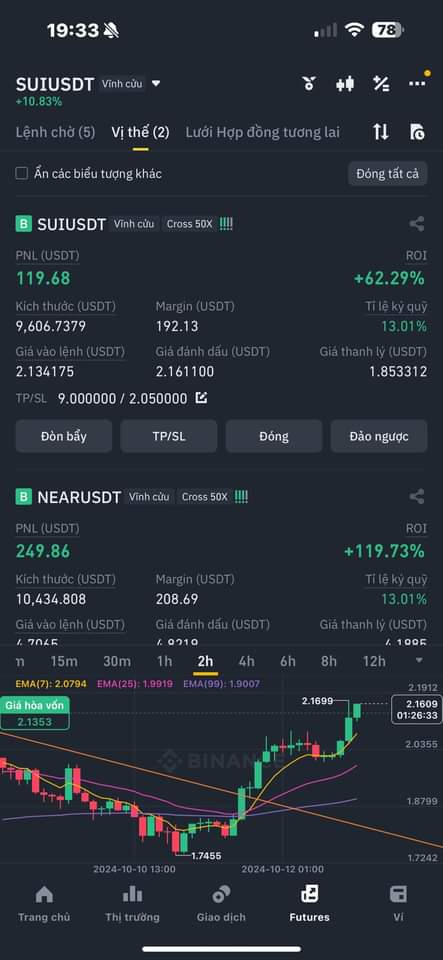 19:33
78
SUIUSDT Vĩnh cửu
+10.83%
Lệnh chờ (5) Vị thế (2) Lưới Hợp đồng tương lai
Ẩn các biểu tượng khác Đóng tất cả
B SUIUSDT Vĩnh cửu Cross 50X !!!!
PNL (USDT) ROI
119.68 +62.29%
Kích thước (USDT) Margin (USDT) Tỉ lệ ký quỹ
9,606.7379 192.13 13.01%
Giá vào lệnh (USDT) Giá đánh dấu (USDT) Giá thanh lý (USDT)
2.134175 2.161100 1.853312
TP/SL 9.000000 / 2.050000
Đòn bẩy TP/SL Đóng Đảo ngược
B NEARUSDT Vĩnh cửu Cross 50X !!!!
PNL (USDT) ROI
249.86 +119.73%
Kích thước (USDT) Margin (USDT) Tỉ lệ ký quỹ
10,434.808 208.69 13.01%
Giá vào lệnh (USDT) Giá đánh dấu (USDT) Giá thanh lý (USDT)
15m 30m 1h 2h 4h 6h 8h 12h
EMA(7): 2.0794 EMA(25): 1.9919 EMA(99): 1.9007
2.1912
Giá hòa vốn
2.1353
2.1699
2.1609
01:26:33
2.0355
BINANCE
1.8799
1.7455
1.7242
2024-10-10 13:00 2024-10-12 01:00
Trang chủ Thị trường Giao dịch Futures Ví